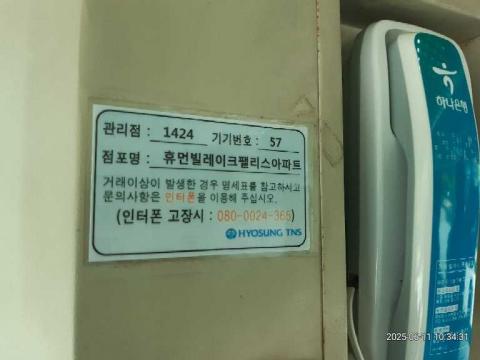 관리점 : 1424 기기번호 : 57
점포명 : 휴먼빌레이크팰리스아파트
거래이상이 발생한 경우 명세표를 참고하시고
문의사항은 인터폰을 이용해 주십시오.
(인터폰 고장시 : 080-0024-365)
HYOSUNG TNS
하나은행
2025-06-11 10:34:31